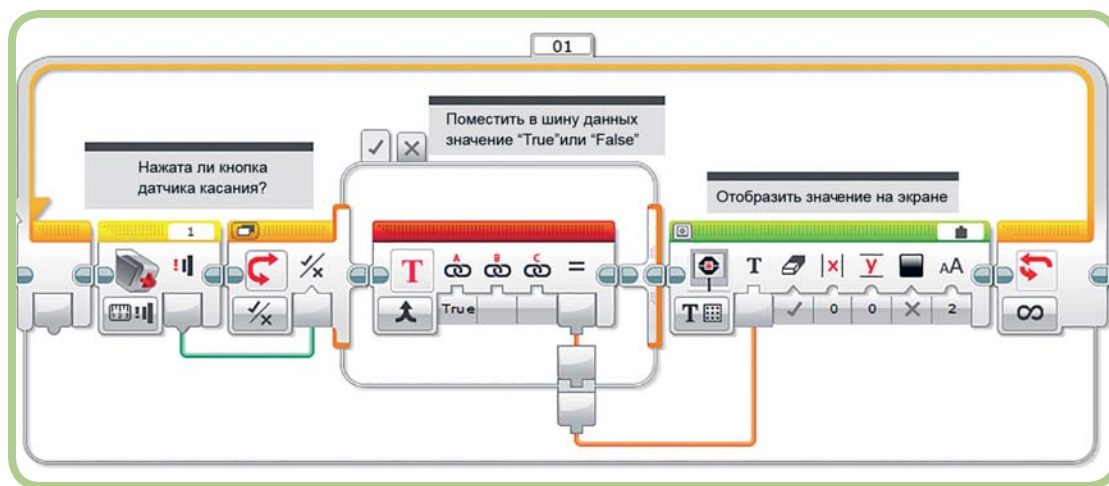 01
Поместить в шину данных
значение “True”или “False”
Нажата ли кнопка
датчика касания?
Отобразить значение на экране
1
T A B C =
T |x| y AA
True
T 0 0 2 ∞